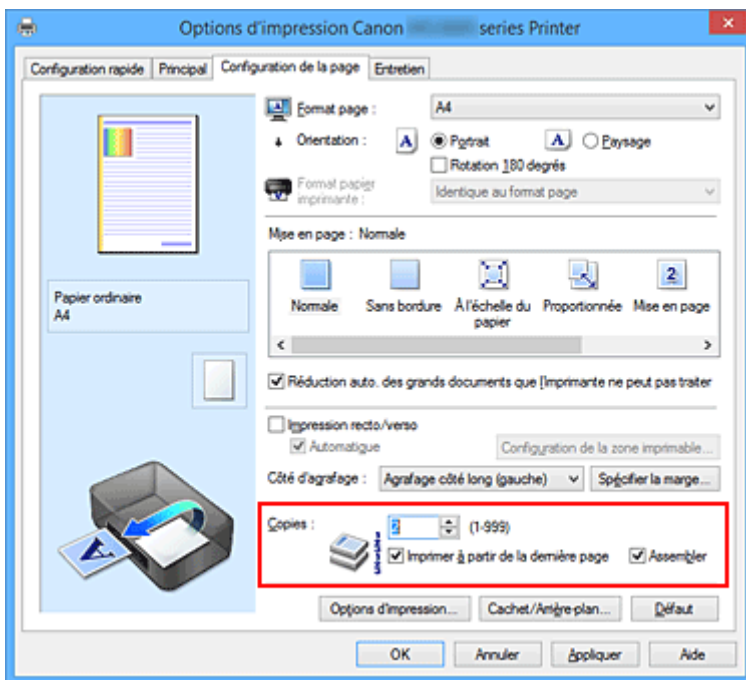 Options d'impression Canon series Printer
Configuration rapide Principal Configuration de la page Entretien
Format page : A4
Orientation : A Portrait A Paysage
Rotation 180 degrés
Format papier imprimante : Identique au format page
Mise en page : Normale
Normale Sans bordure À l'échelle du papier Proportionnée Mise en page
Papier ordinaire
A4
Réduction auto. des grands documents que l'imprimante ne peut pas traiter
Impression recto/verso
Automatique Configuration de la zone imprimable...
Côté d'agrafage : Agrafage côté long (gauche) Spécifier la marge...
Copies : 2 (1-999)
Imprimer à partir de la dernière page Assembler
Options d'impression... Cachet/Arrière-plan... Défaut
OK Annuler Appliquer Aide